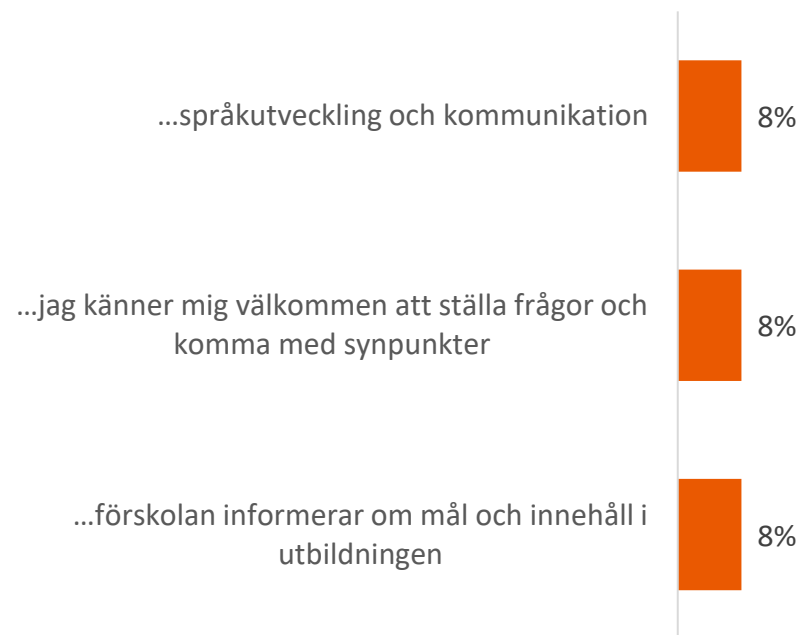 …språkutveckling och kommunikation
8%
…jag känner mig välkommen att ställa frågor och
komma med synpunkter
8%
…förskolan informerar om mål och innehåll i
utbildningen
8%